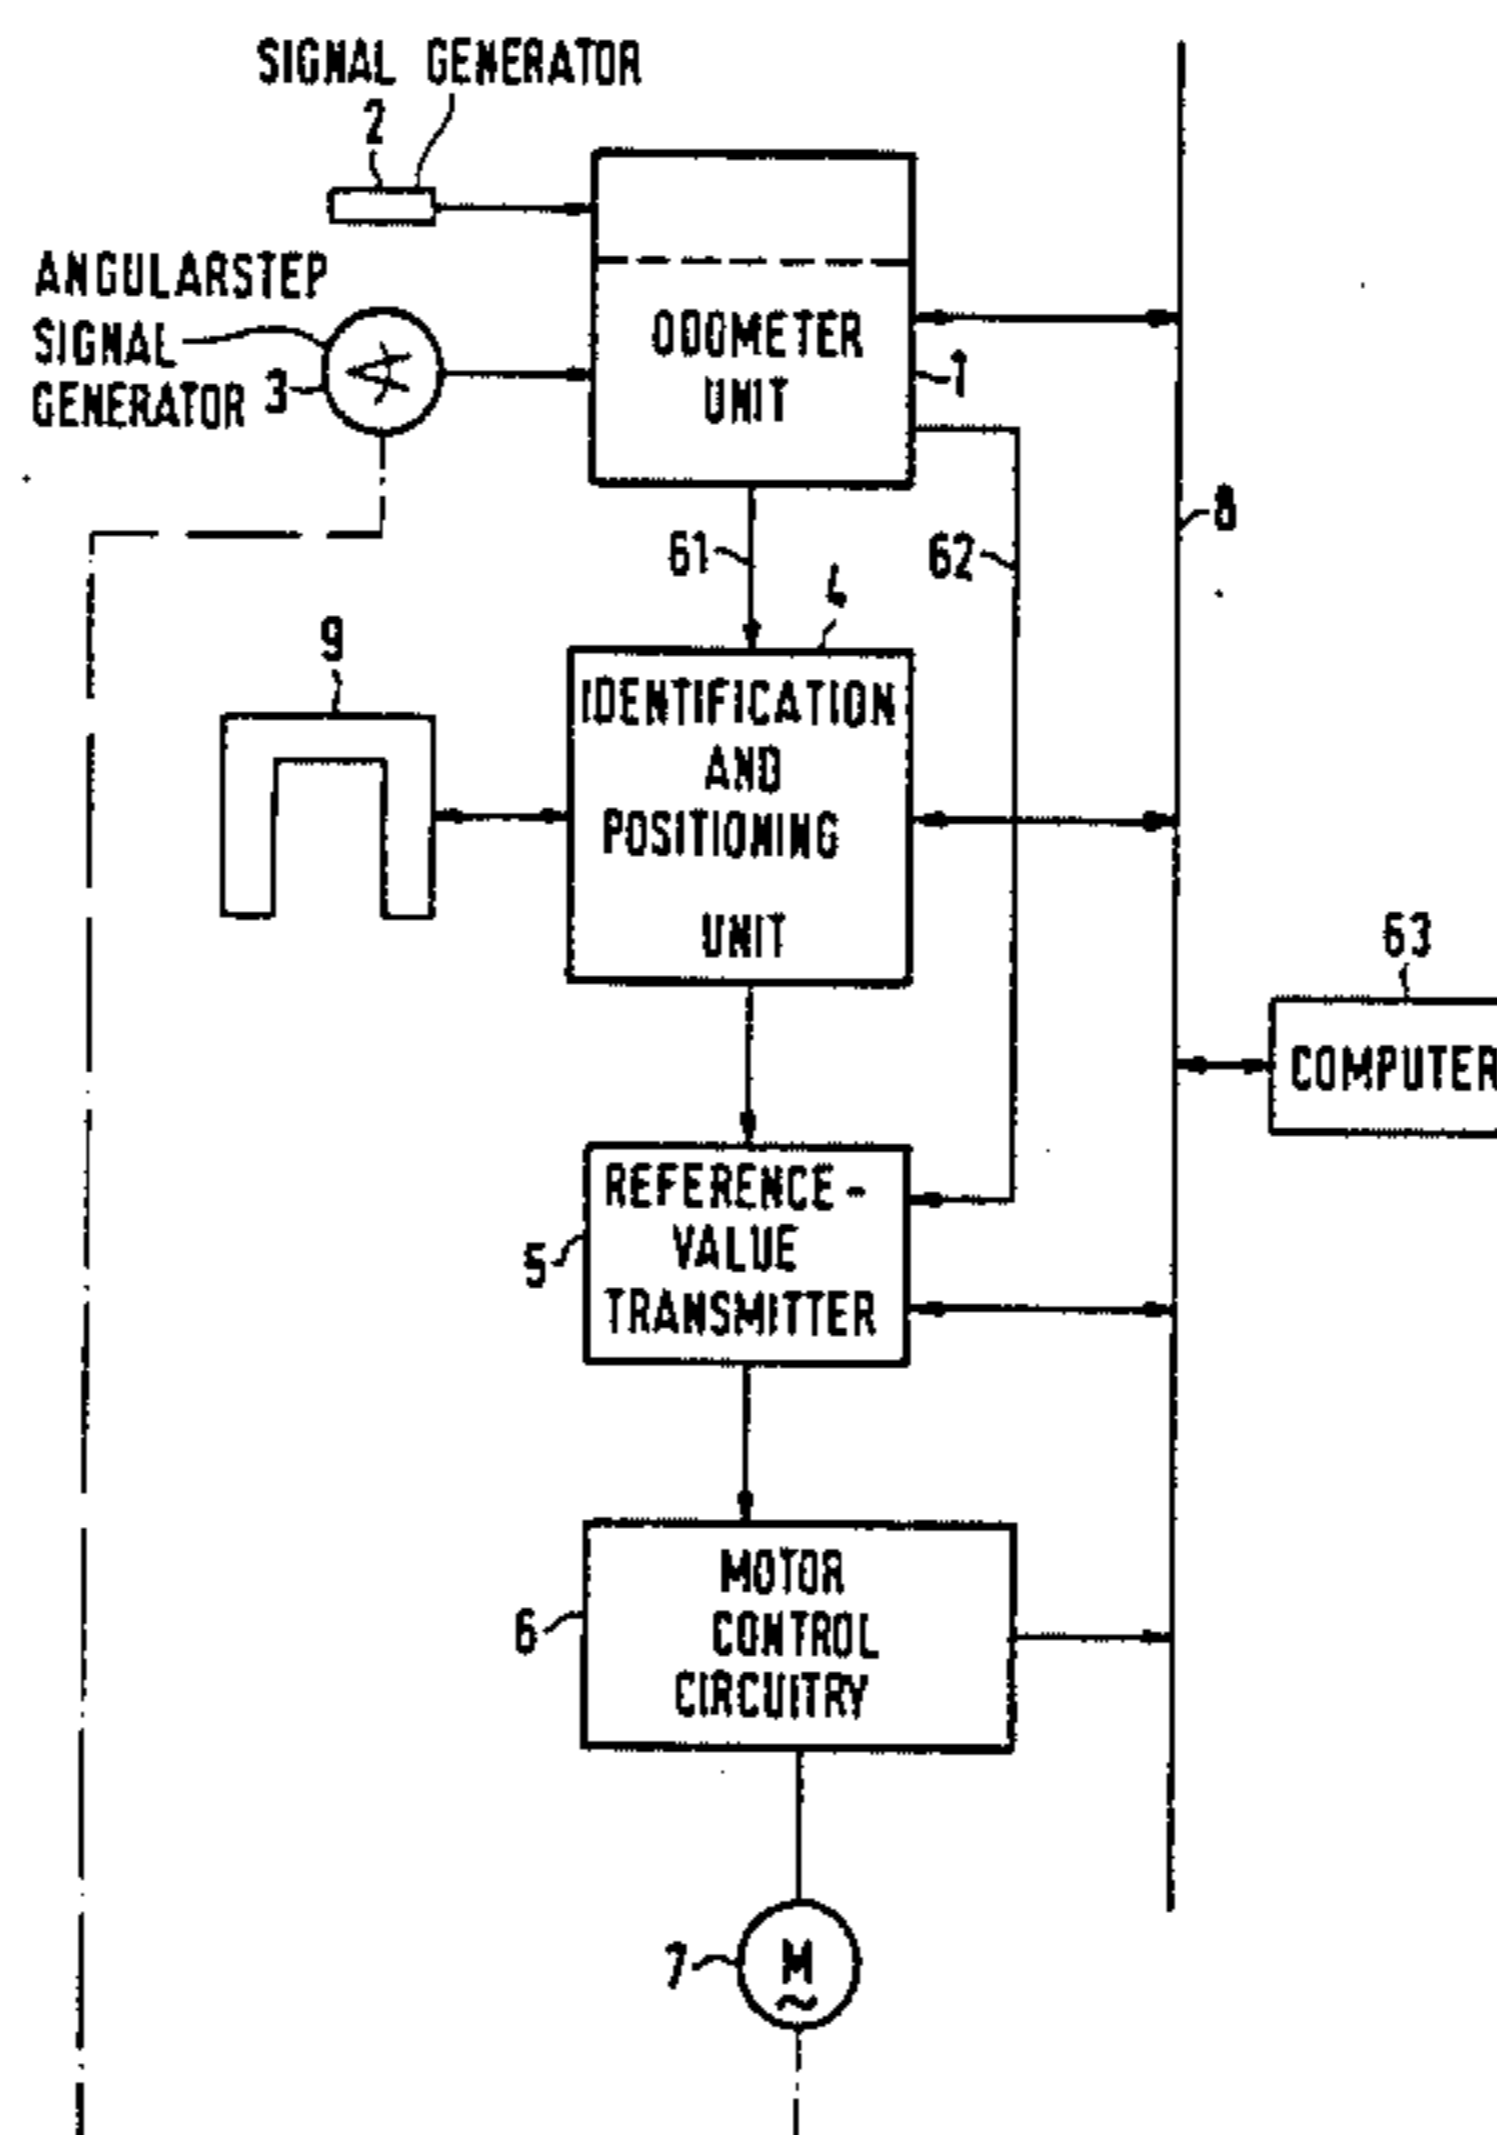 SIGNAL GENERATOR
2
ANGULARSTEP
SIGNAL
GENERATOR 3
ODOMETER
UNIT
1
8
61
62
4
9
IDENTIFICATION
AND
POSITIONING
UNIT
63
COMPUTER
REFERENCE-
VALUE
TRANSMITTER
5
MOTOR
CONTROL
CIRCUITRY
6
7
M
~